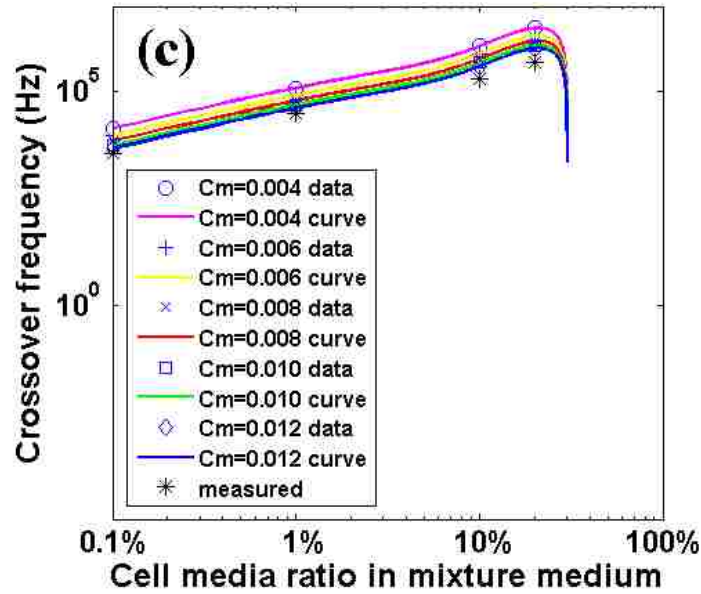 (c)
Crossover frequency (Hz)
10^6
10^0
Cm=0.004 data
Cm=0.004 curve
Cm=0.006 data
Cm=0.006 curve
Cm=0.008 data
Cm=0.008 curve
Cm=0.010 data
Cm=0.010 curve
Cm=0.012 data
Cm=0.012 curve
measured
0.1% 1% 10% 100%
Cell media ratio in mixture medium